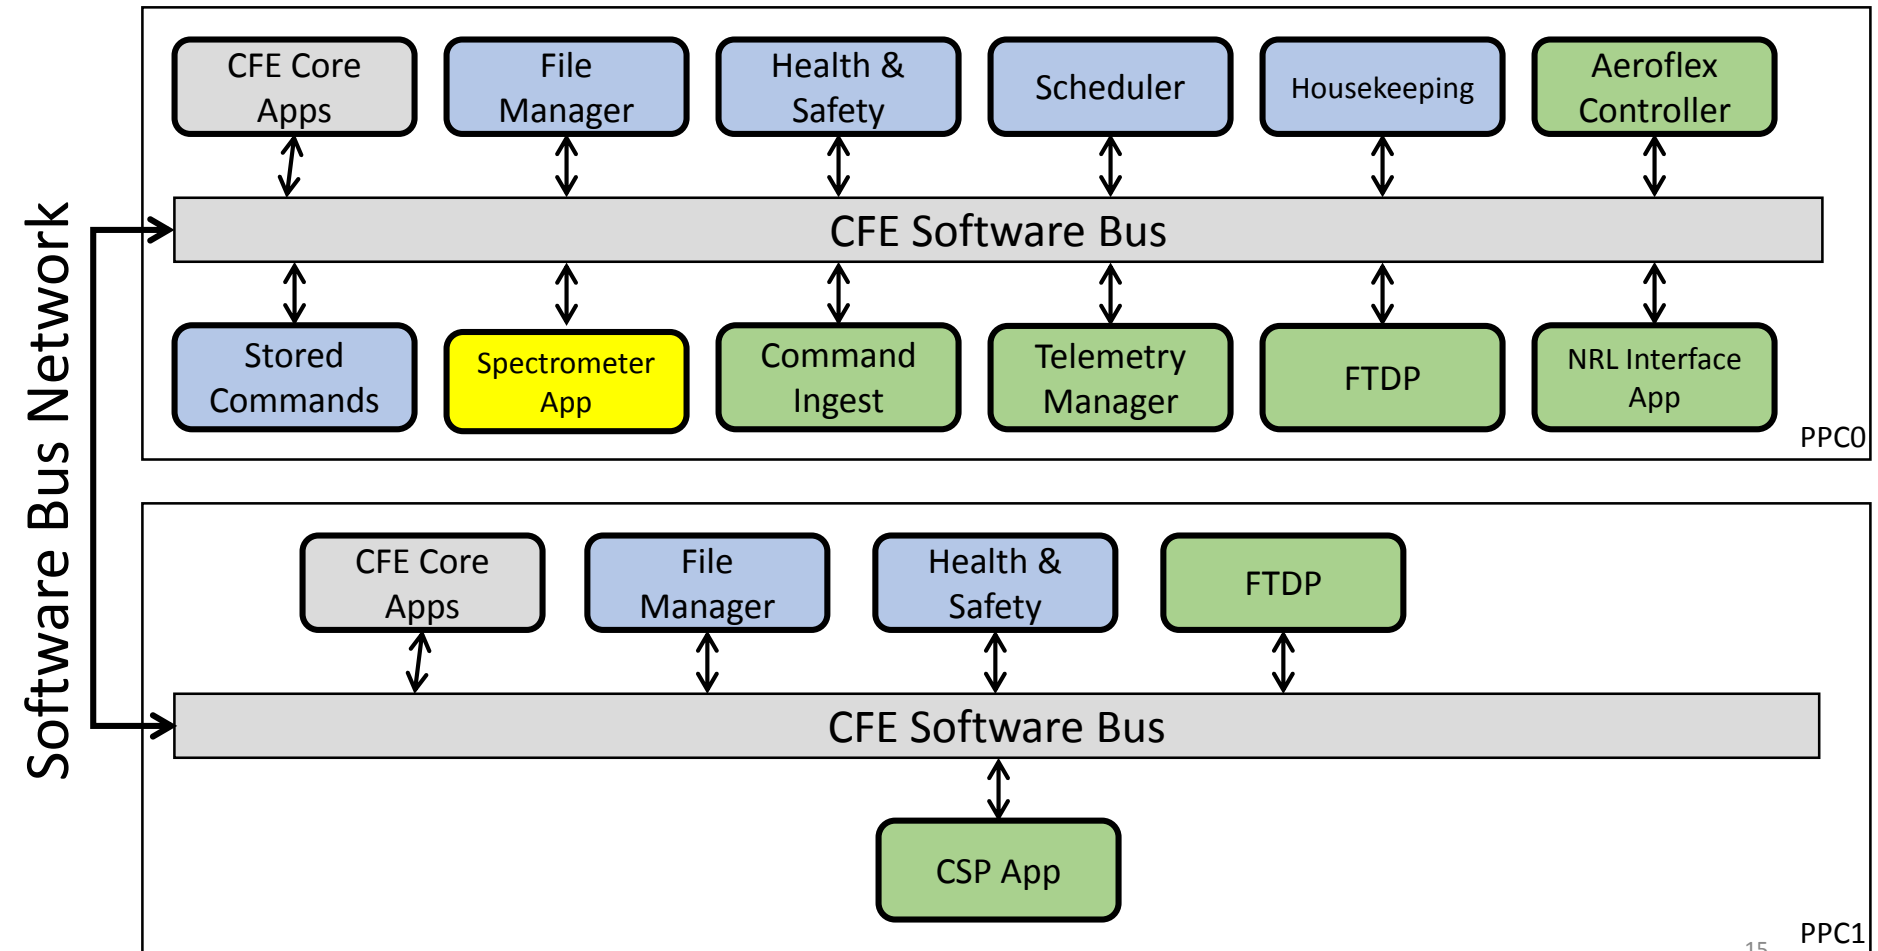 Software Bus Network
CFE Core
Apps
File
Manager
Health &
Safety
Scheduler
Housekeeping
Aeroflex
Controller
CFE Software Bus
Stored
Commands
Spectrometer
App
Command
Ingest
Telemetry
Manager
FTDP
NRL Interface
App
PPC0
CFE Core
Apps
File
Manager
Health &
Safety
FTDP
CFE Software Bus
CSP App
PPC1
15